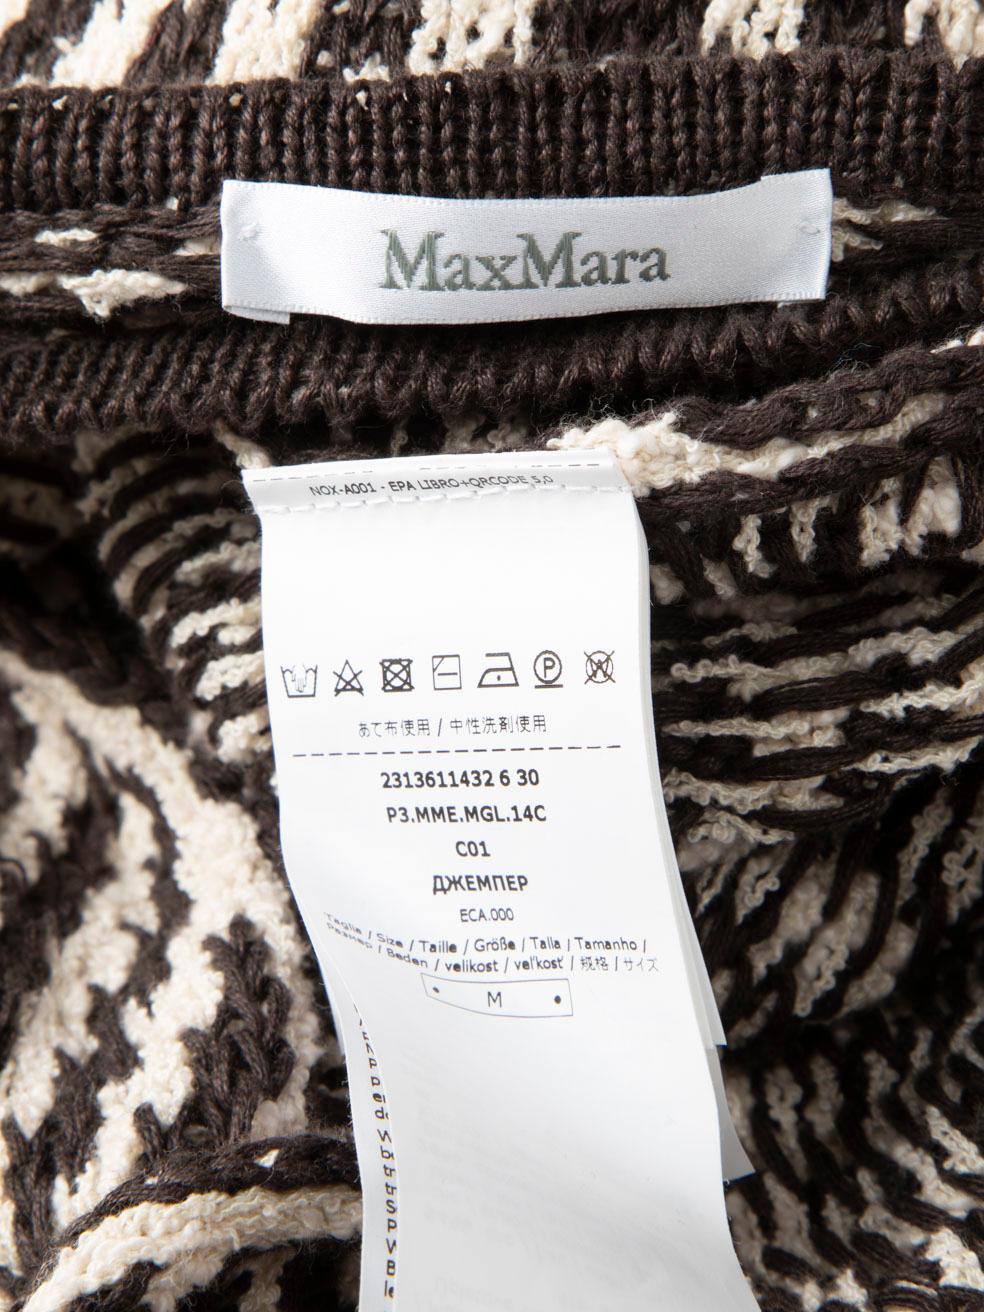 MaxMara
NOX-A001 - EPA LIBRO+QRCODE 5,0
P
W
あて布使用 / 中性洗剤使用
2313611432 6 30
P3.MME.MGL.14C
C01
ДЖЕМПЕР
ECA.000
Taglia / Size / Taille / Größe / Talla / Tamanho /
Размер / Beden / velikost / veľkosť / 規格 / サイズ
M